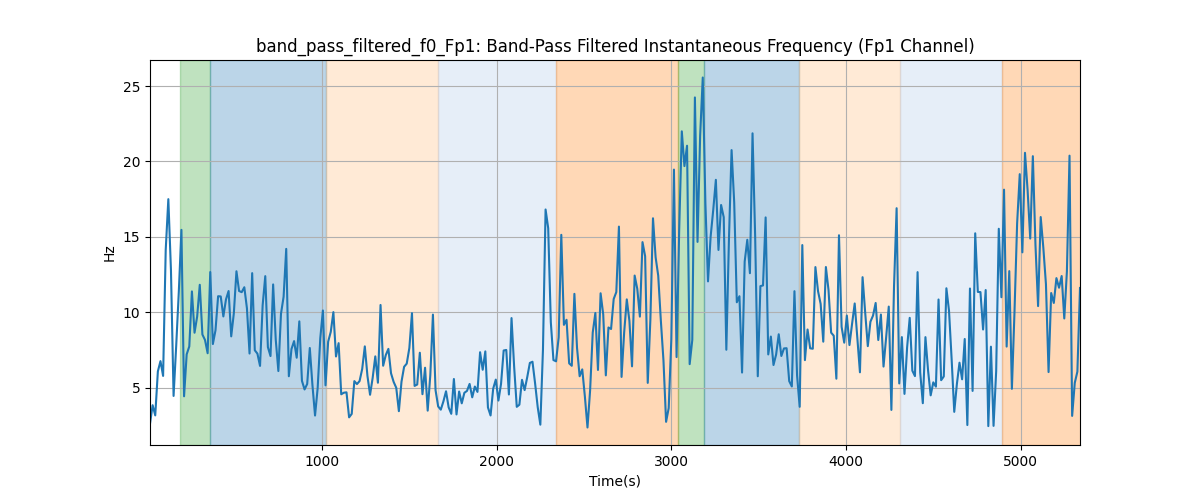 band_pass_filtered_f0_Fp1: Band-Pass Filtered Instantaneous Frequency (Fp1 Channel)
25
20
15
10
5
Hz
1000 2000 3000 4000 5000
Time(s)